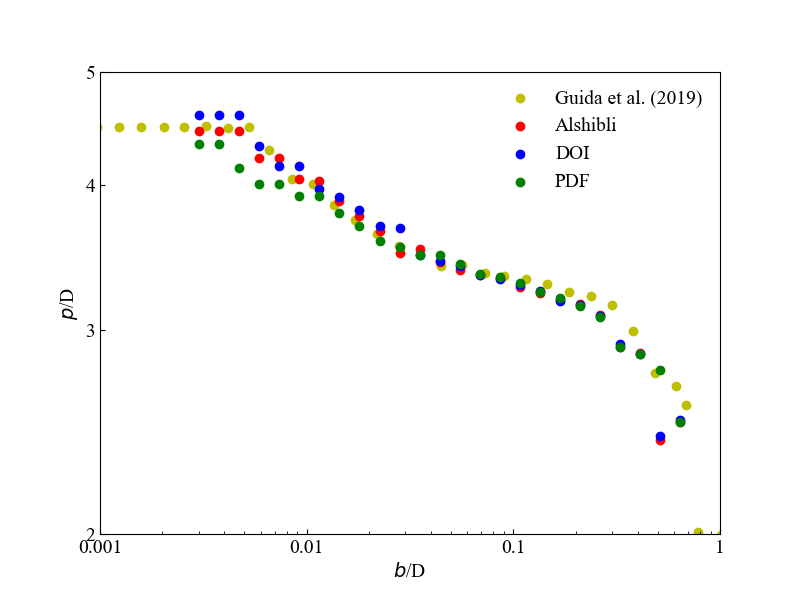 5
4
3
2
p/D
0.001
0.01
0.1
1
b/D
Guida et al. (2019)
Alshibli
DOI
PDF